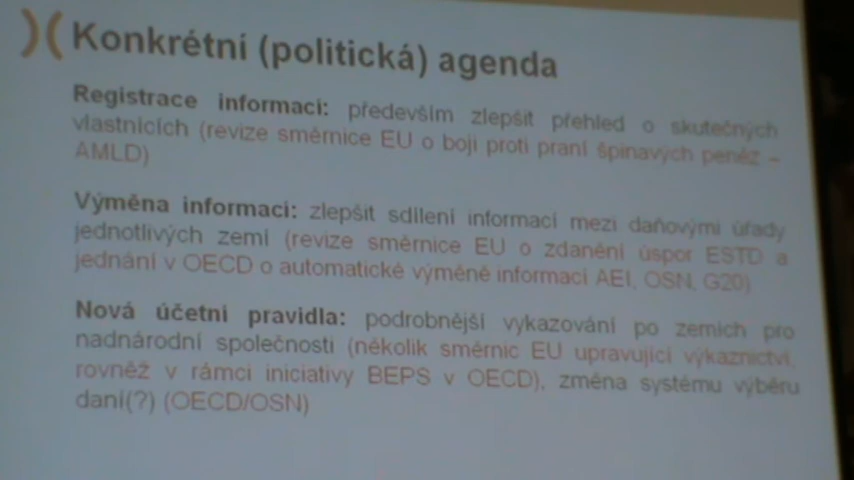 Konkrétní (politická) agenda
Registrace informací: především zlepšit přehled o skutečných
vlastnících (revize směrnice EU o boji proti praní špinavých peněz –
AMLD)
Výměna informací: zlepšit sdílení informací mezi daňovými úřady
jednotlivých zemí (revize směrnice EU o zdanění úspor ESTD a
jednání v OECD o automatické výměně informací AEI, OSN, G20)
Nová účetní pravidla: podrobnější vykazování po zemích pro
nadnárodní společnosti (několik směrnic EU upravující výkaznictví,
rovněž v rámci iniciativy BEPS v OECD), změna systému výběru
daní(?) (OECD/OSN)